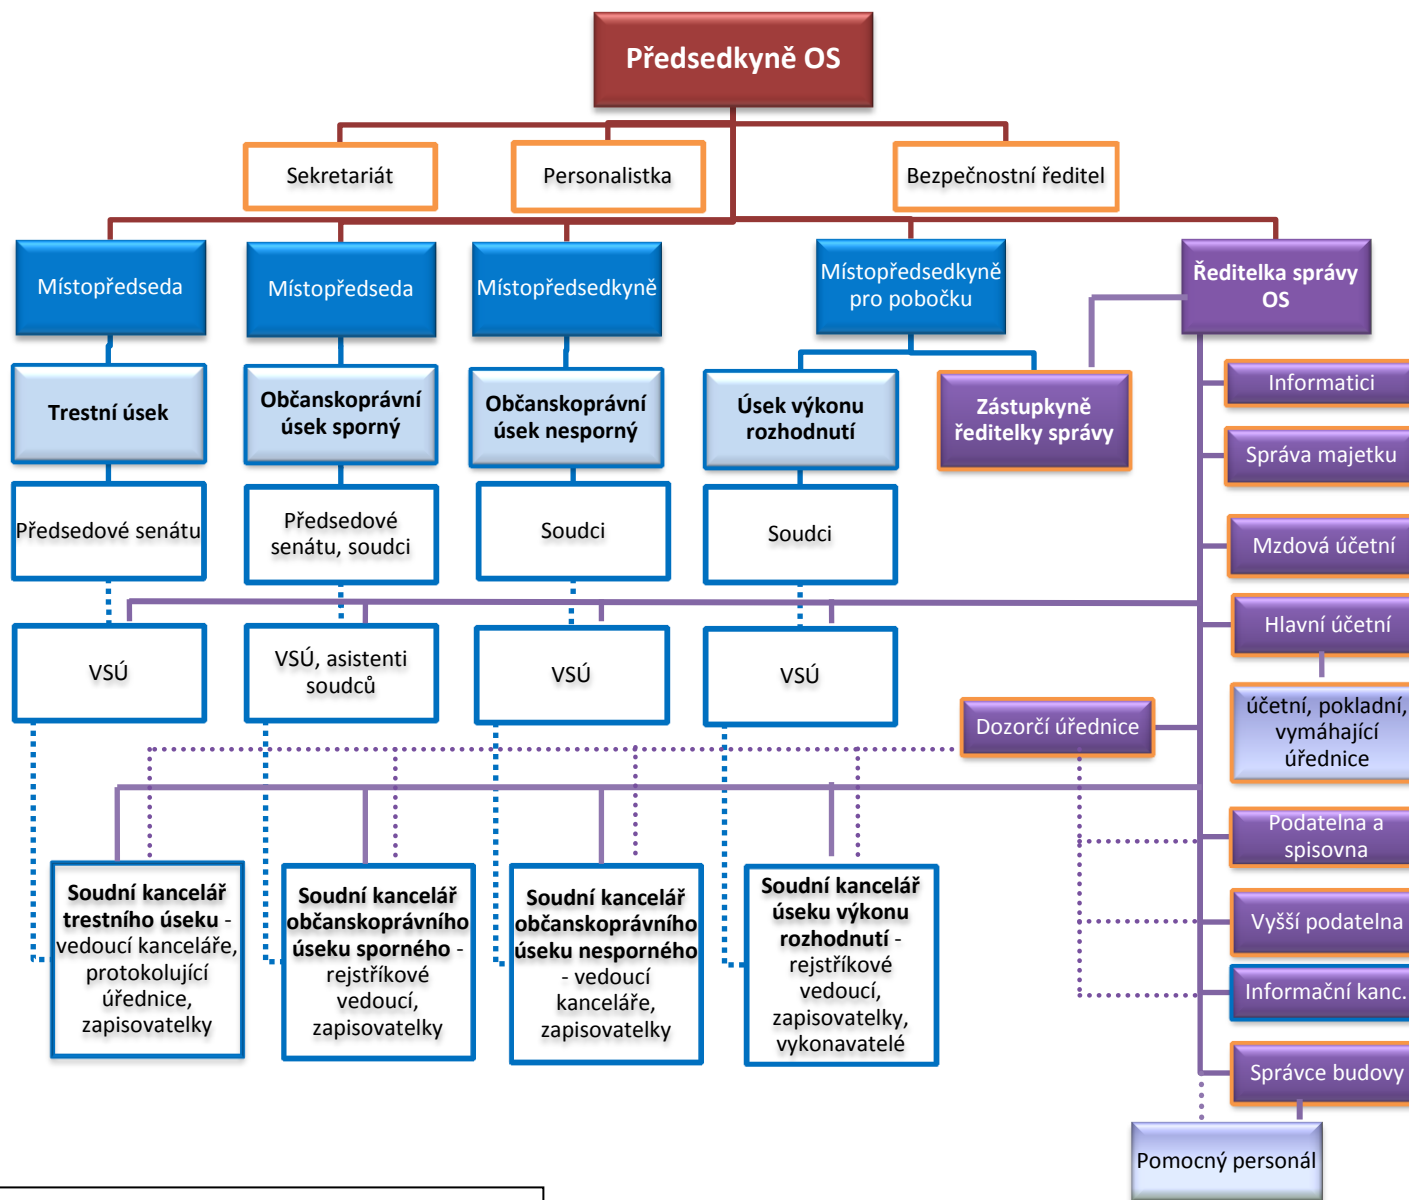 Předsedkyně OS
Sekretariát
Personalistka
Bezpečnostní ředitel
Místopředseda
Místopředseda
Místopředsedkyně
Místopředsedkyně
pro pobočku
Ředitelka správy
OS
Trestní úsek
Občanskoprávní
úsek sporný
Občanskoprávní
úsek nesporný
Úsek výkonu
rozhodnutí
Zástupkyně
ředitelky správy
Informatici
Správa majetku
Předsedové senátu
Předsedové
senátu, soudci
Soudci
Soudci
Mzdová účetní
Hlavní účetní
VSÚ
VSÚ, asistenti
soudců
VSÚ
VSÚ
Dozorčí úřednice
účetní, pokladní,
vymáhající
úřednice
Podatelna a
spisovna
Vyšší podatelna
Informační kanc.
Správce budovy
Pomocný personál
Soudní kancelář
trestního úseku -
vedoucí kanceláře,
protokolující
úřednice,
zapisovatelky
Soudní kancelář
občanskoprávního
úseku sporného -
rejstříkové
vedoucí,
zapisovatelky
Soudní kancelář
občanskoprávního
úseku nesporného
- vedoucí
kanceláře,
zapisovatelky
Soudní kancelář
úseku výkonu
rozhodnutí -
rejstříkové
vedoucí,
zapisovatelky,
vykonavatelé